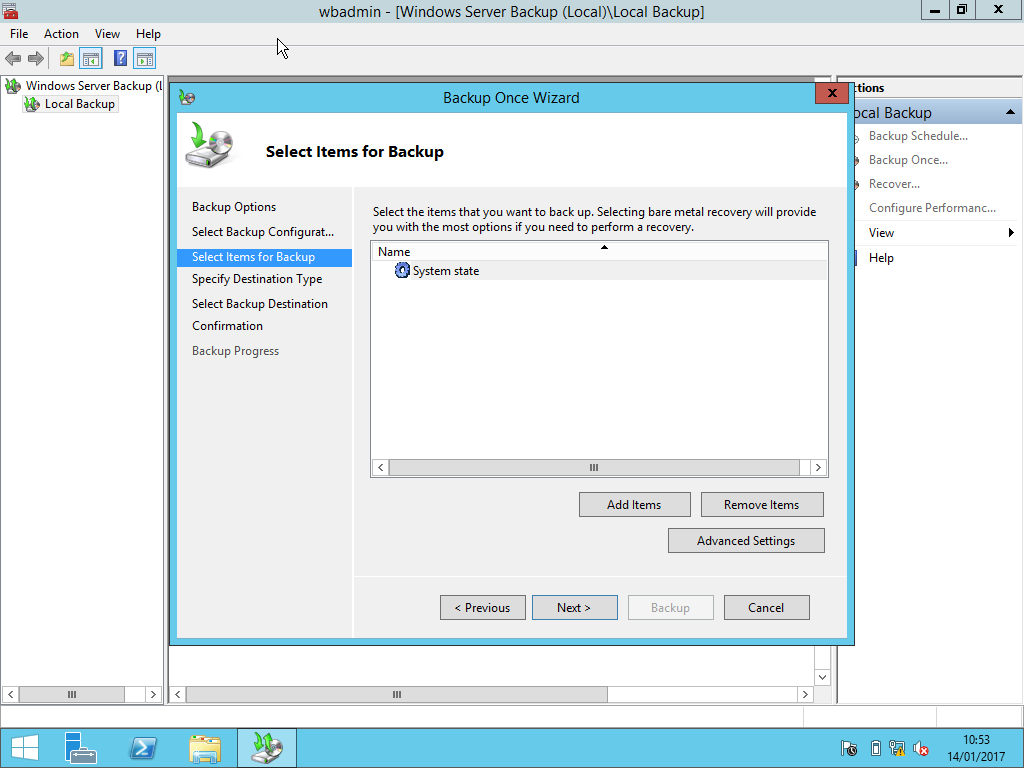 wbadmin - [Windows Server Backup (Local)\Local Backup]
File Action View Help
Windows Server Backup (L
Local Backup
Backup Once Wizard
Select Items for Backup
Backup Options
Select Backup Configurat...
Select Items for Backup
Specify Destination Type
Select Backup Destination
Confirmation
Backup Progress
Select the items that you want to back up. Selecting bare metal recovery will provide
you with the most options if you need to perform a recovery.
Name
System state
Add Items Remove Items
Advanced Settings
< Previous Next > Backup Cancel
ctions
ocal Backup
Backup Schedule...
Backup Once...
Recover...
Configure Performanc...
View
Help
10:53
14/01/2017